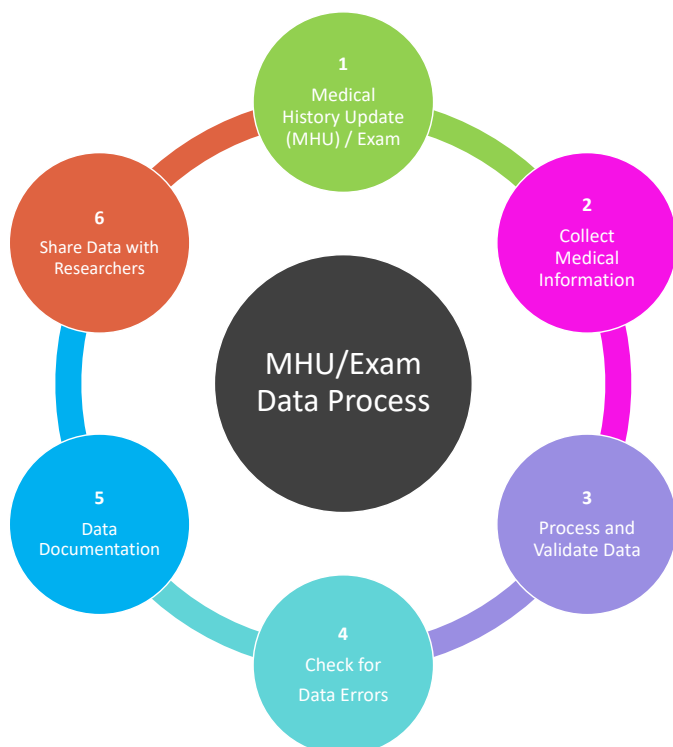 1
Medical
History Update
(MHU) / Exam
2
Collect
Medical
Information
3
Process and
Validate Data
4
Check for
Data Errors
5
Data
Documentation
6
Share Data with
Researchers
MHU/Exam
Data Process